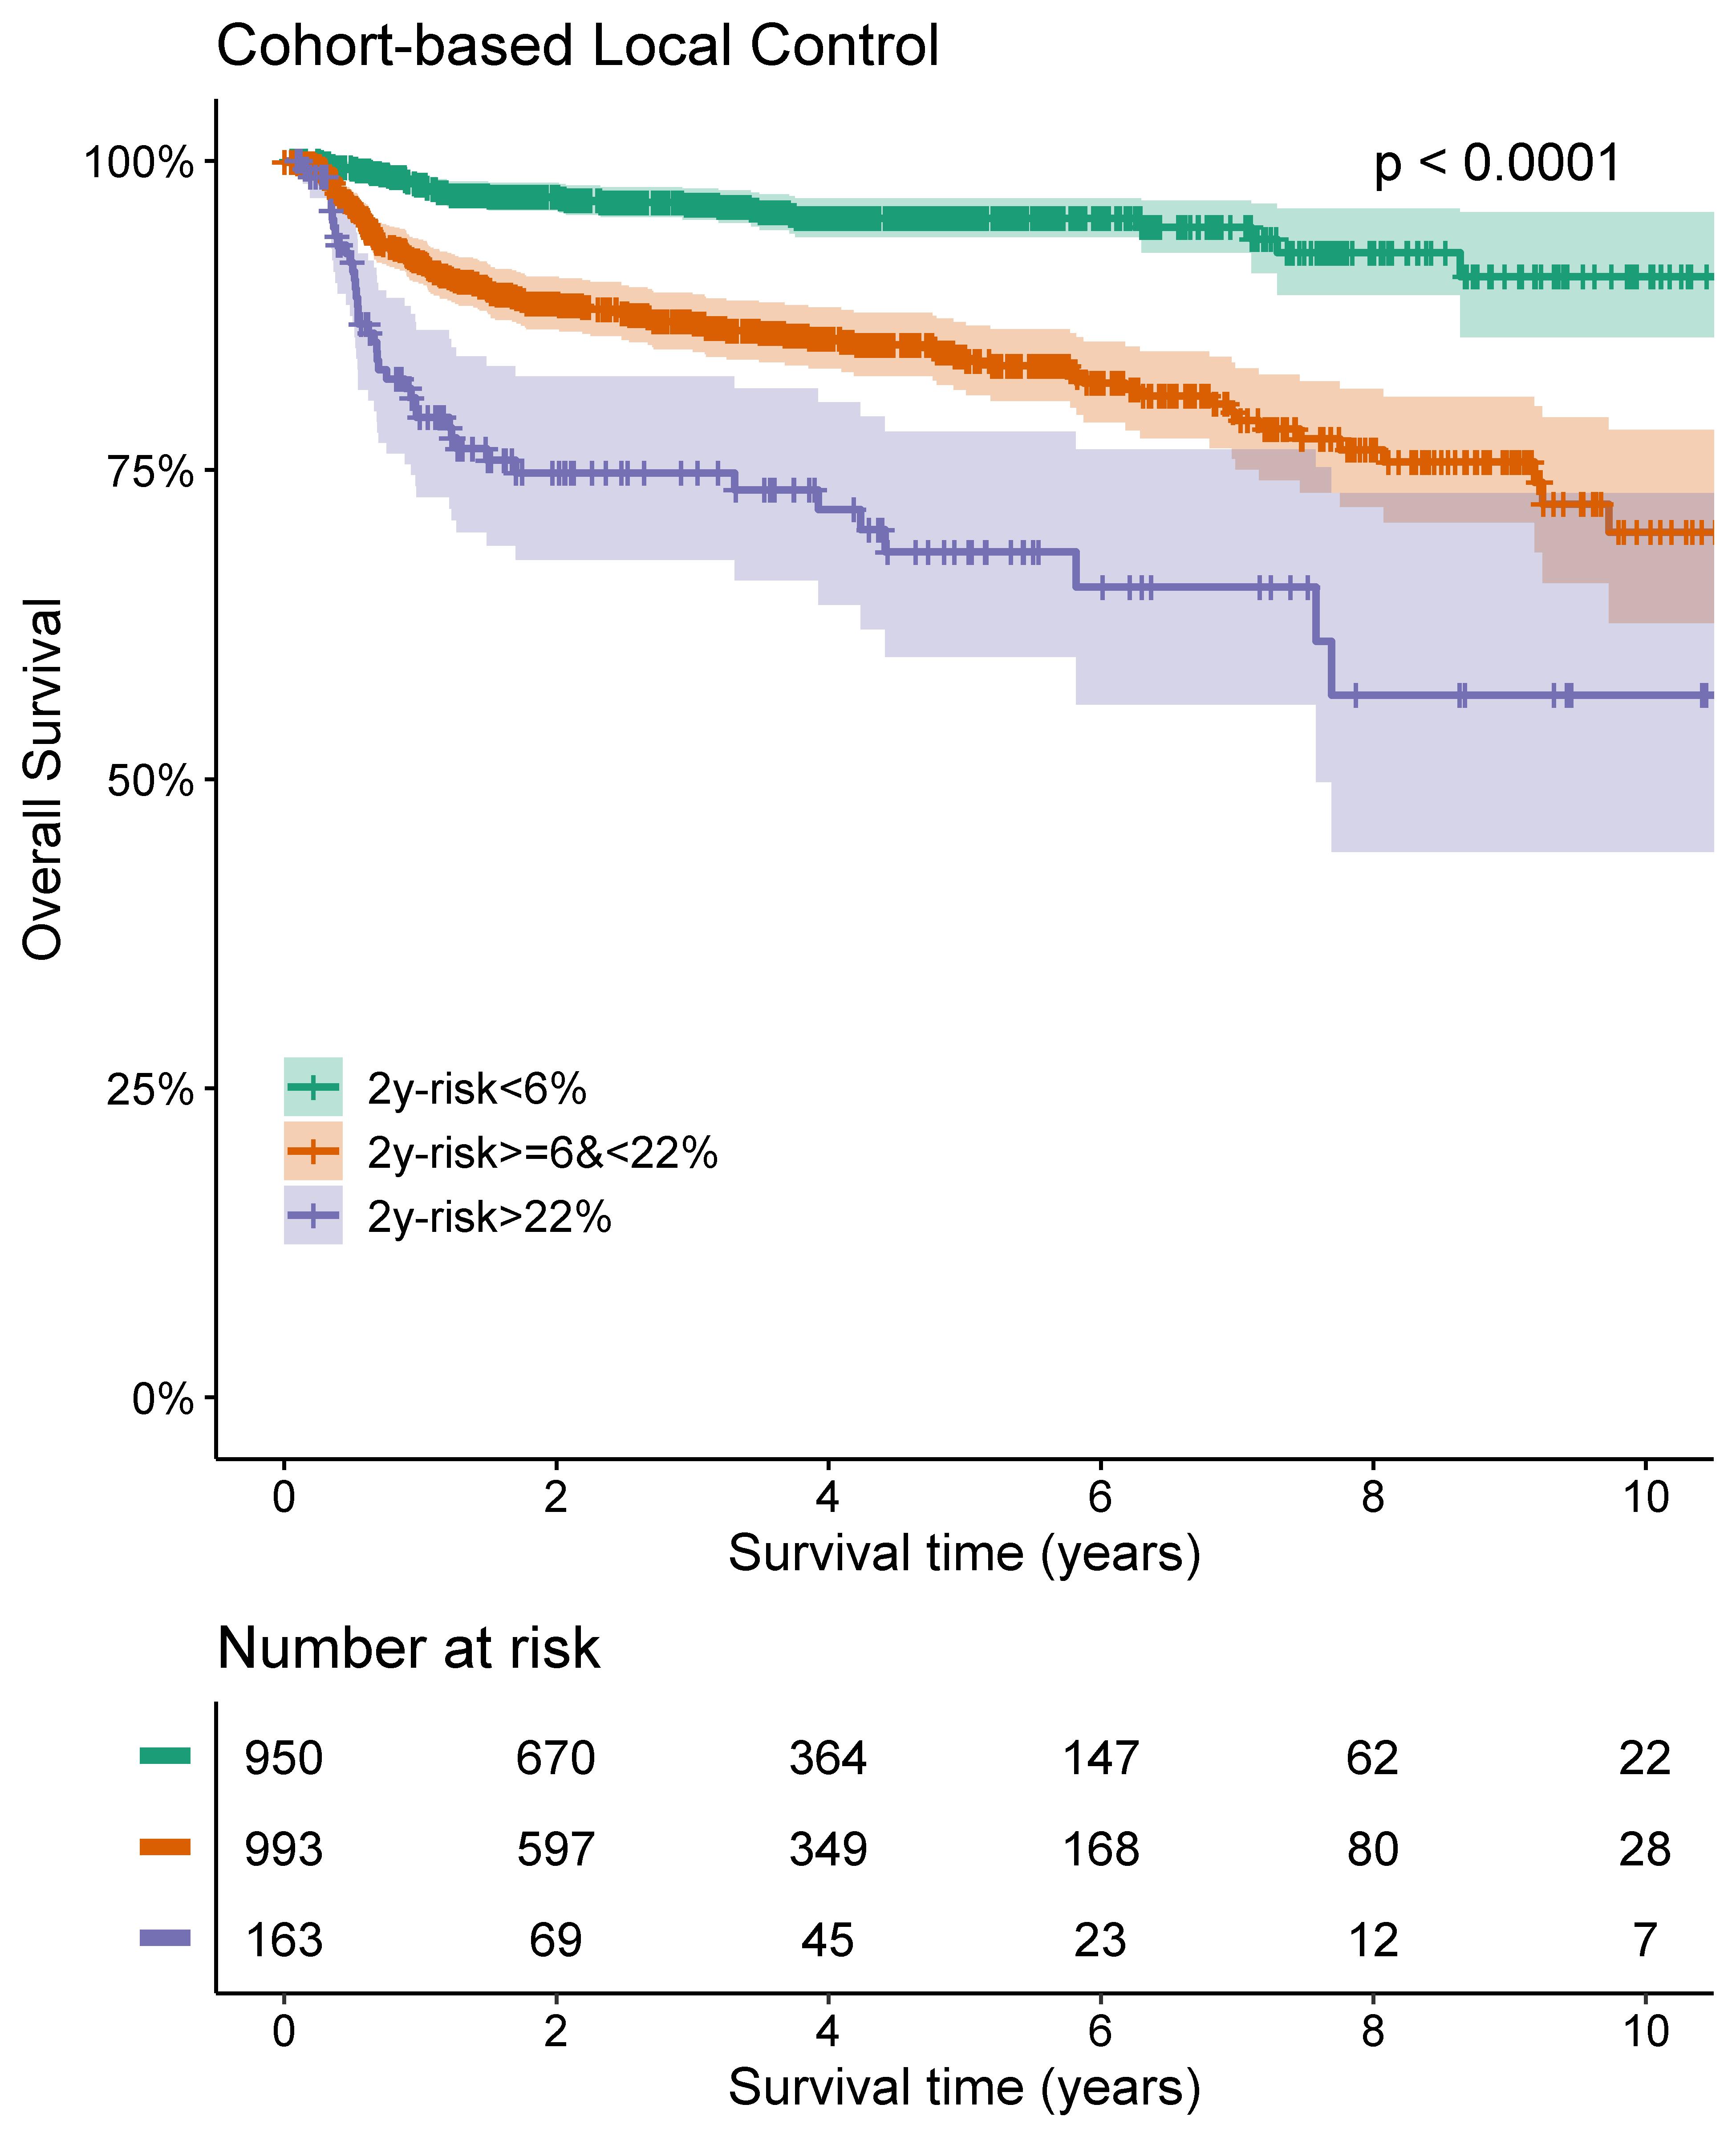 Cohort-based Local Control
p < 0.0001
100%
75%
50%
25%
0%
Overall Survival
2y-risk<6%
2y-risk>=6&<22%
2y-risk>22%
0 2 4 6 8 10
Survival time (years)
Number at risk
950 670 364 147 62 22
993 597 349 168 80 28
163 69 45 23 12 7
0 2 4 6 8 10
Survival time (years)